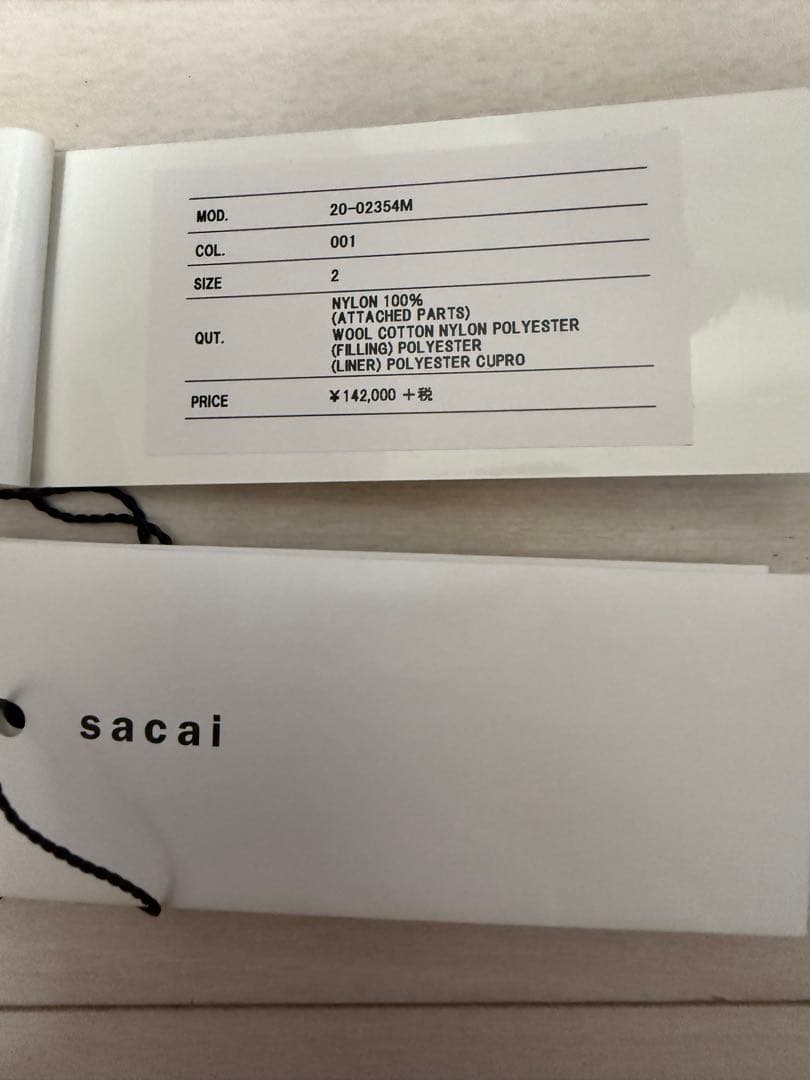 MOD. 20-02354M
COL. 001
SIZE 2
QUT. NYLON 100%
(ATTACHED PARTS)
WOOL COTTON NYLON POLYESTER
(FILLING) POLYESTER
(LINER) POLYESTER CUPRO
PRICE ¥142,000 +税
sacai